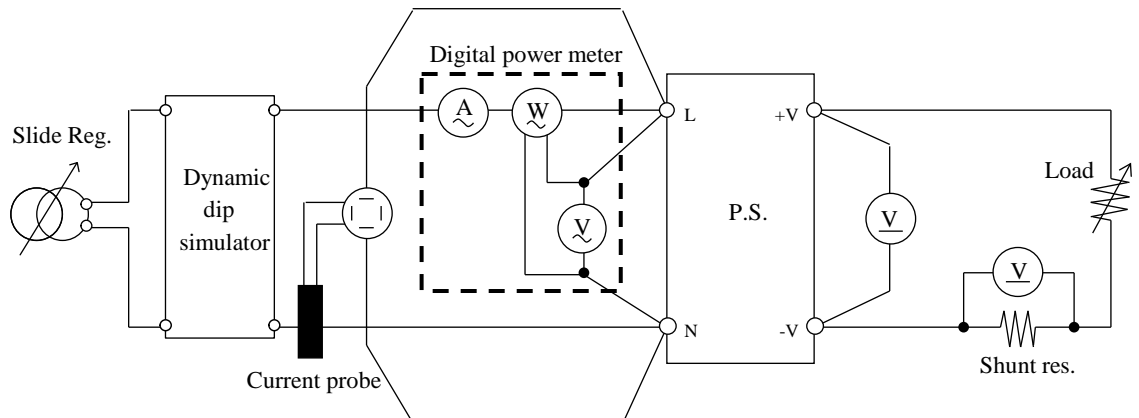 Digital power meter
Slide Reg.
Dynamic
dip
simulator
A
W
V
L
N
P.S.
+V
-V
V
V
Load
Shunt res.
Current probe